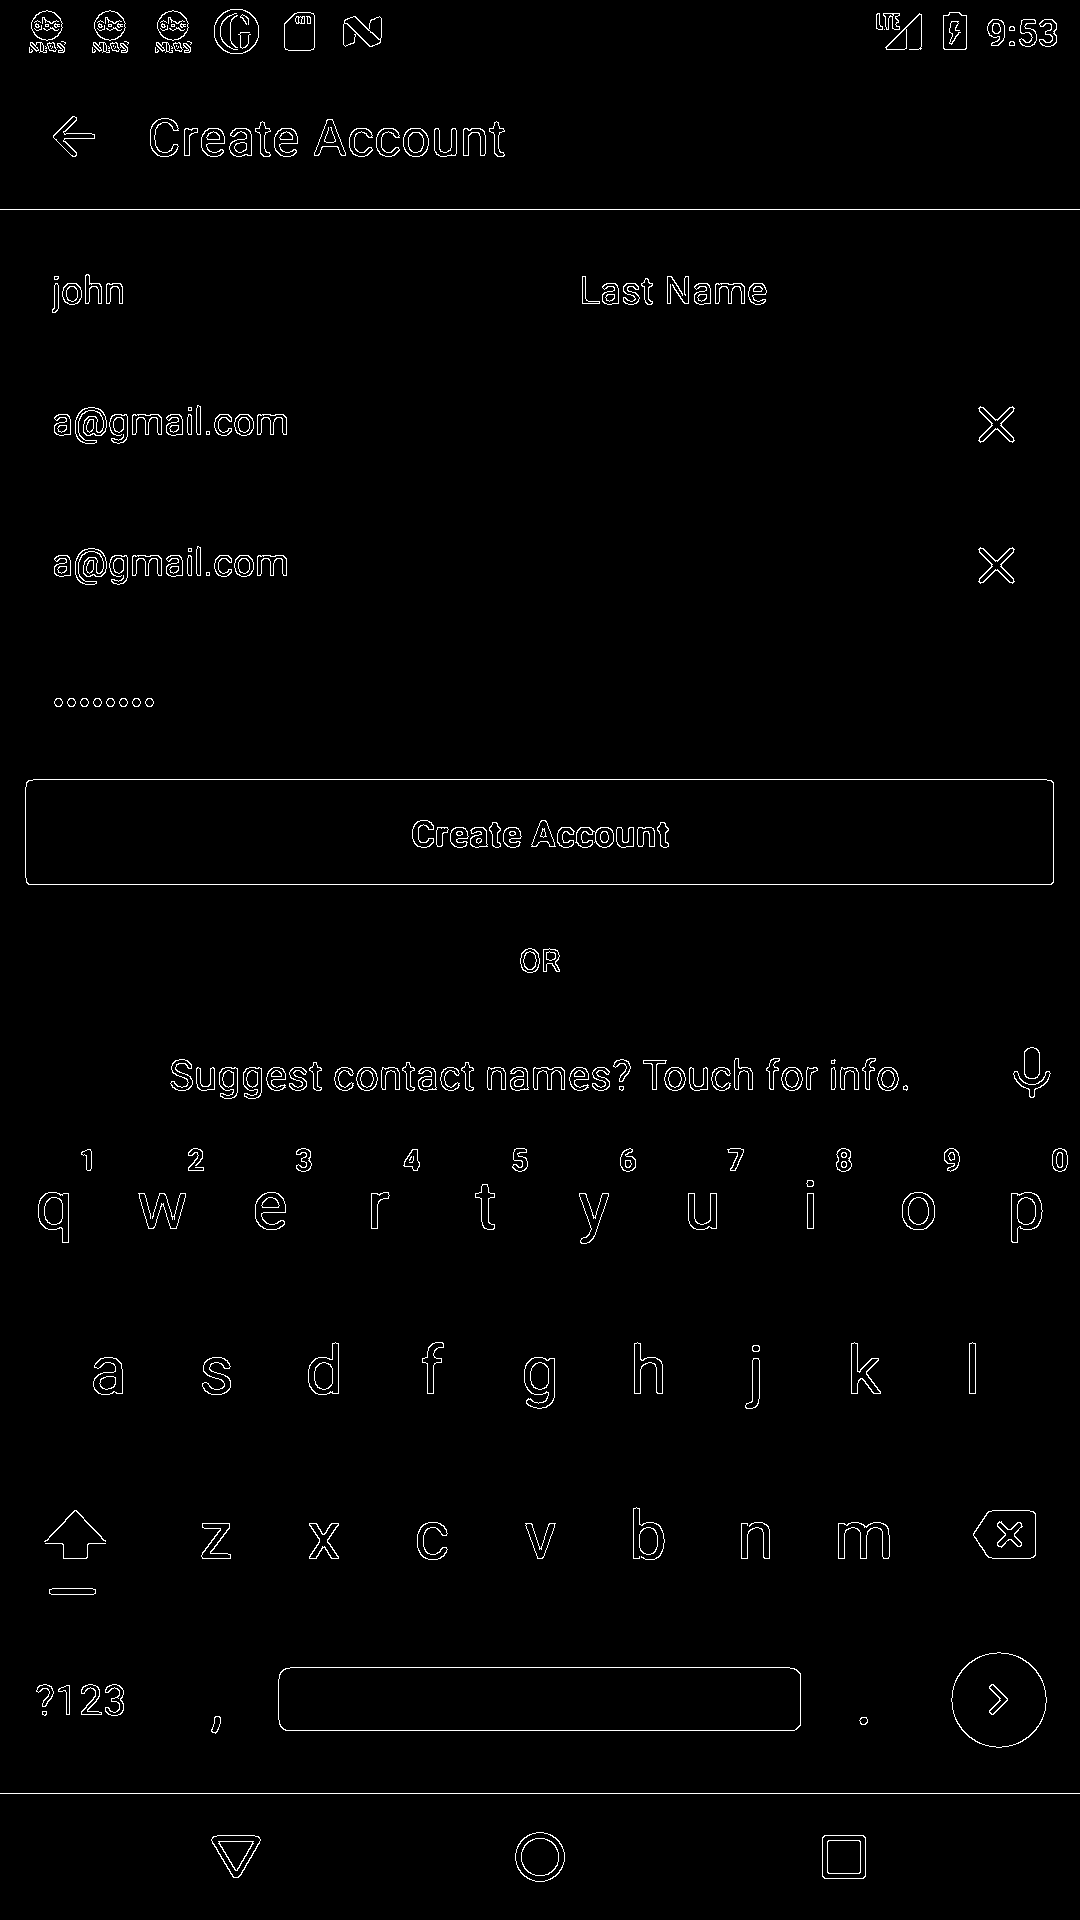 abc NEWS abc NEWS abc NEWS G LTE 9:53
Create Account
john Last Name
a@gmail.com
a@gmail.com
Create Account
OR
Suggest contact names? Touch for info.
1 2 3 4 5 6 7 8 9 0
q w e r t y u i o p
a s d f g h j k l
z x c v b n m
?123 , .